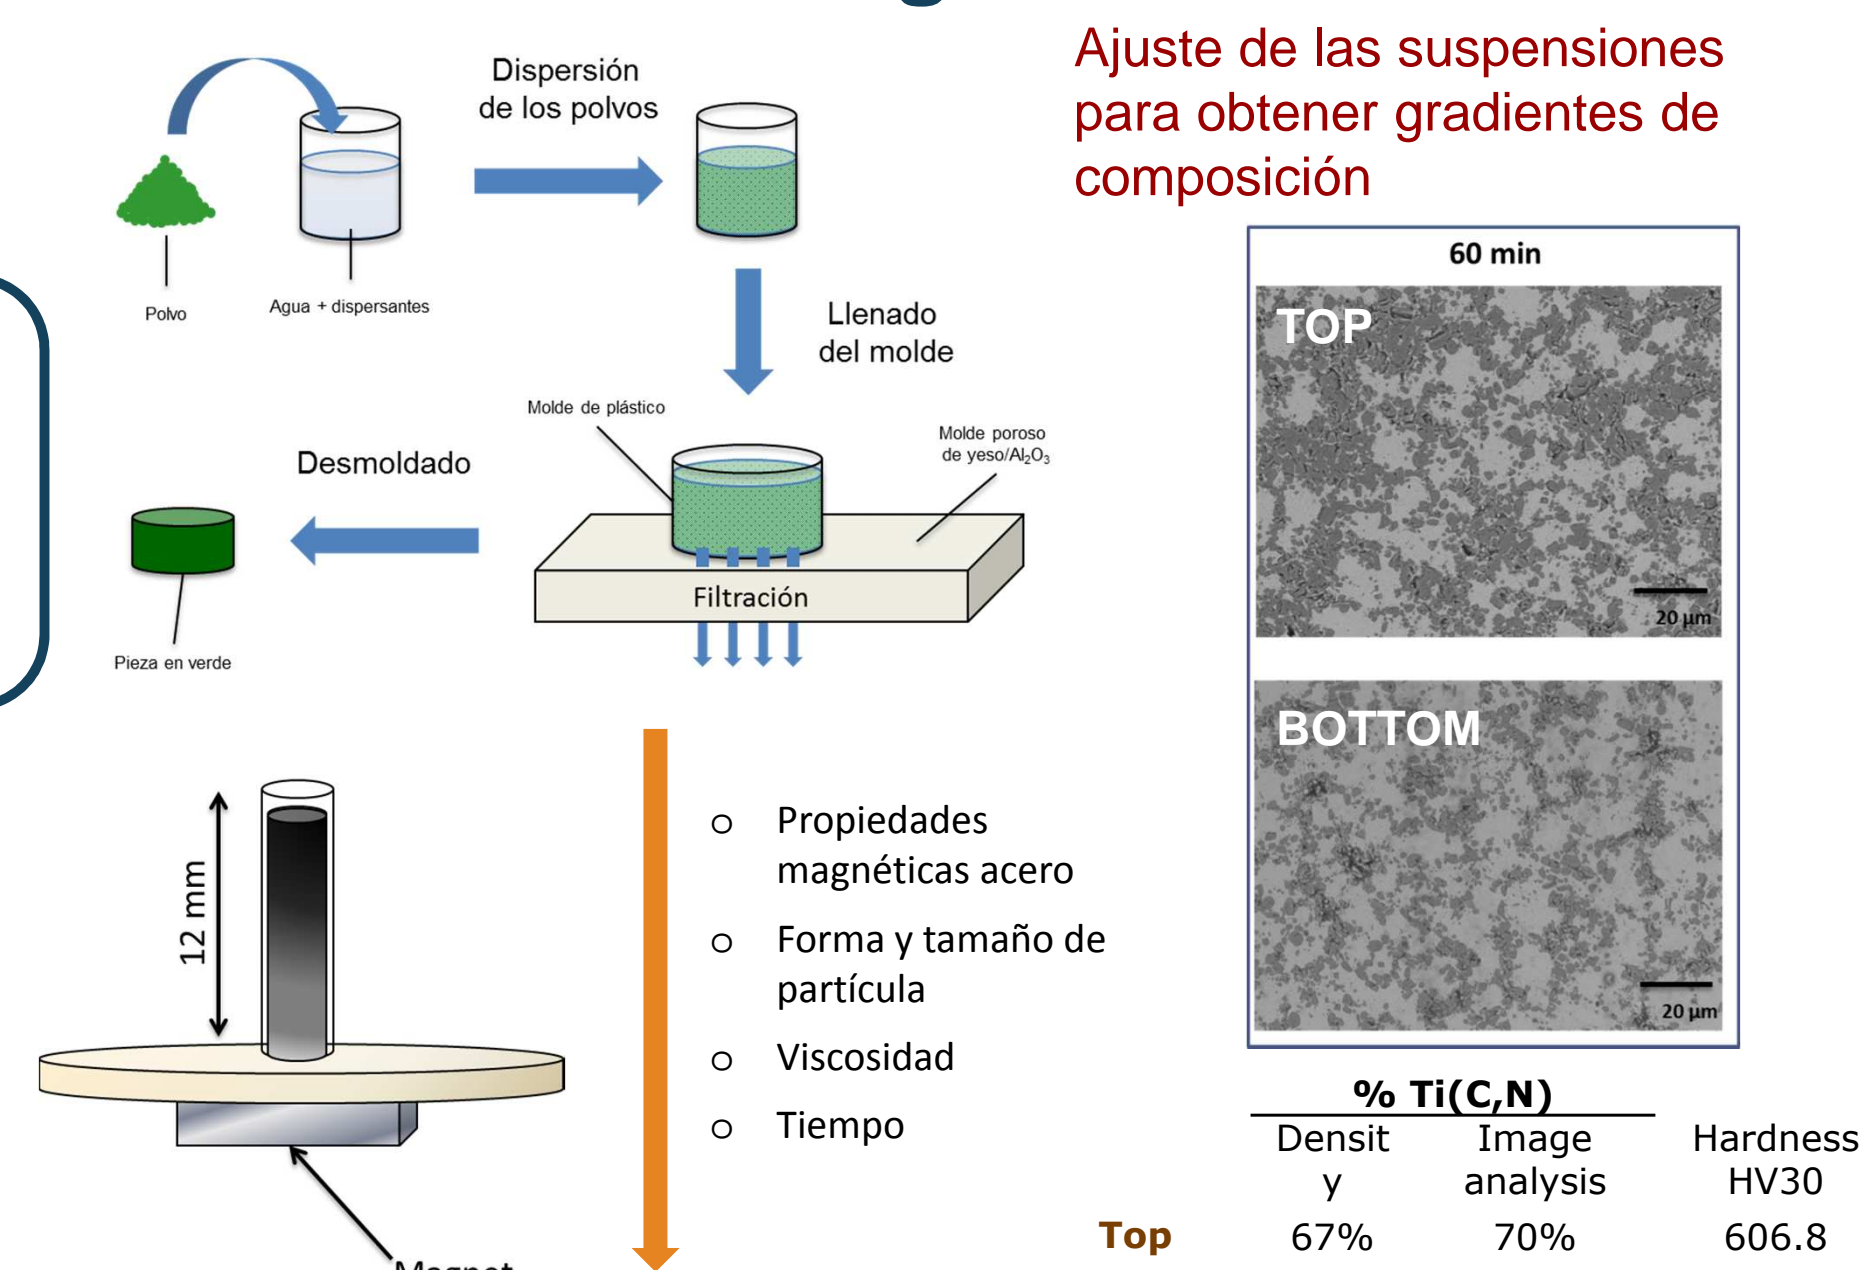 Ajuste de las suspensiones
para obtener gradientes de
composición
Dispersión
de los polvos
Polvo
Agua + dispersantes
Llenado
del molde
Molde de plástico
Molde poroso
de yeso/Al₂O₃
Desmoldado
Filtración
Pieza en verde
60 min
TOP
20 µm
BOTTOM
20 µm
12 mm
o Propiedades
magnéticas acero
o Forma y tamaño de
partícula
o Viscosidad
o Tiempo
% Ti(C,N)
Densit
y
Image
analysis
Hardness
HV30
Top 67% 70% 606.8
Magnet